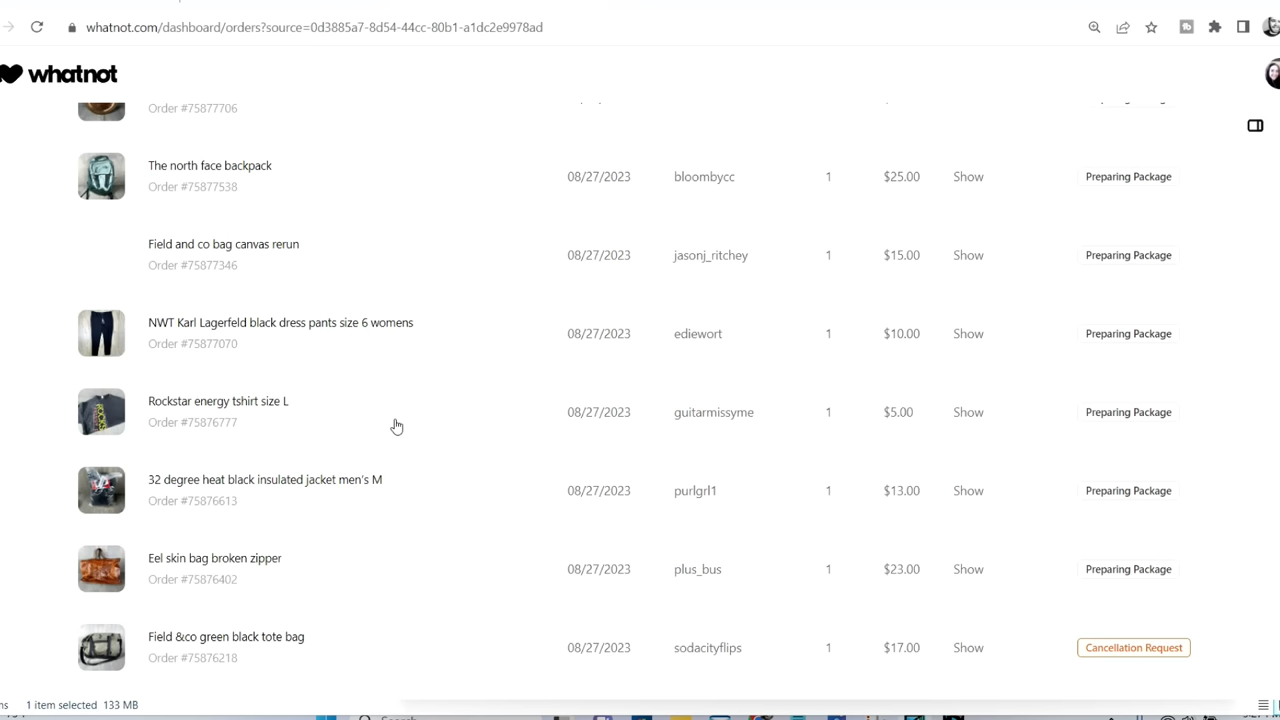 whatnot.com/dashboard/orders?source=0d3885a7-8d54-44cc-80b1-a1dc2e9978ad
whatnot
Order #75877706
Preparing Package
The north face backpack
Order #75877538
08/27/2023 bloombycc 1 $25.00 Show Preparing Package
Field and co bag canvas rerun
Order #75877346
08/27/2023 jasonj_ritchey 1 $15.00 Show Preparing Package
NWT Karl Lagerfeld black dress pants size 6 womens
Order #75877070
08/27/2023 ediewort 1 $10.00 Show Preparing Package
Rockstar energy tshirt size L
Order #75876777
08/27/2023 guitarmissyme 1 $5.00 Show Preparing Package
32 degree heat black insulated jacket men's M
Order #75876613
08/27/2023 purlgrl1 1 $13.00 Show Preparing Package
Eel skin bag broken zipper
Order #75876402
08/27/2023 plus_bus 1 $23.00 Show Preparing Package
Field &co green black tote bag
Order #75876218
08/27/2023 sodacityflips 1 $17.00 Show Cancellation Request
1 item selected 133 MB
Search